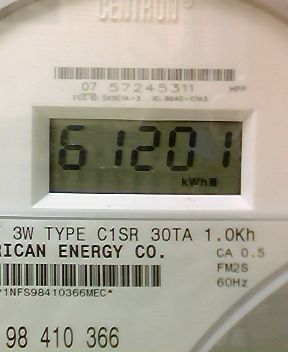 CENTRON
07 57245311 MPP
61201
kWh
3W TYPE C1SR 30TA 1.0Kh
RICAN ENERGY CO.
CA 0.5
FM2S
60Hz
1NFS98410366MEC*
98 410 366